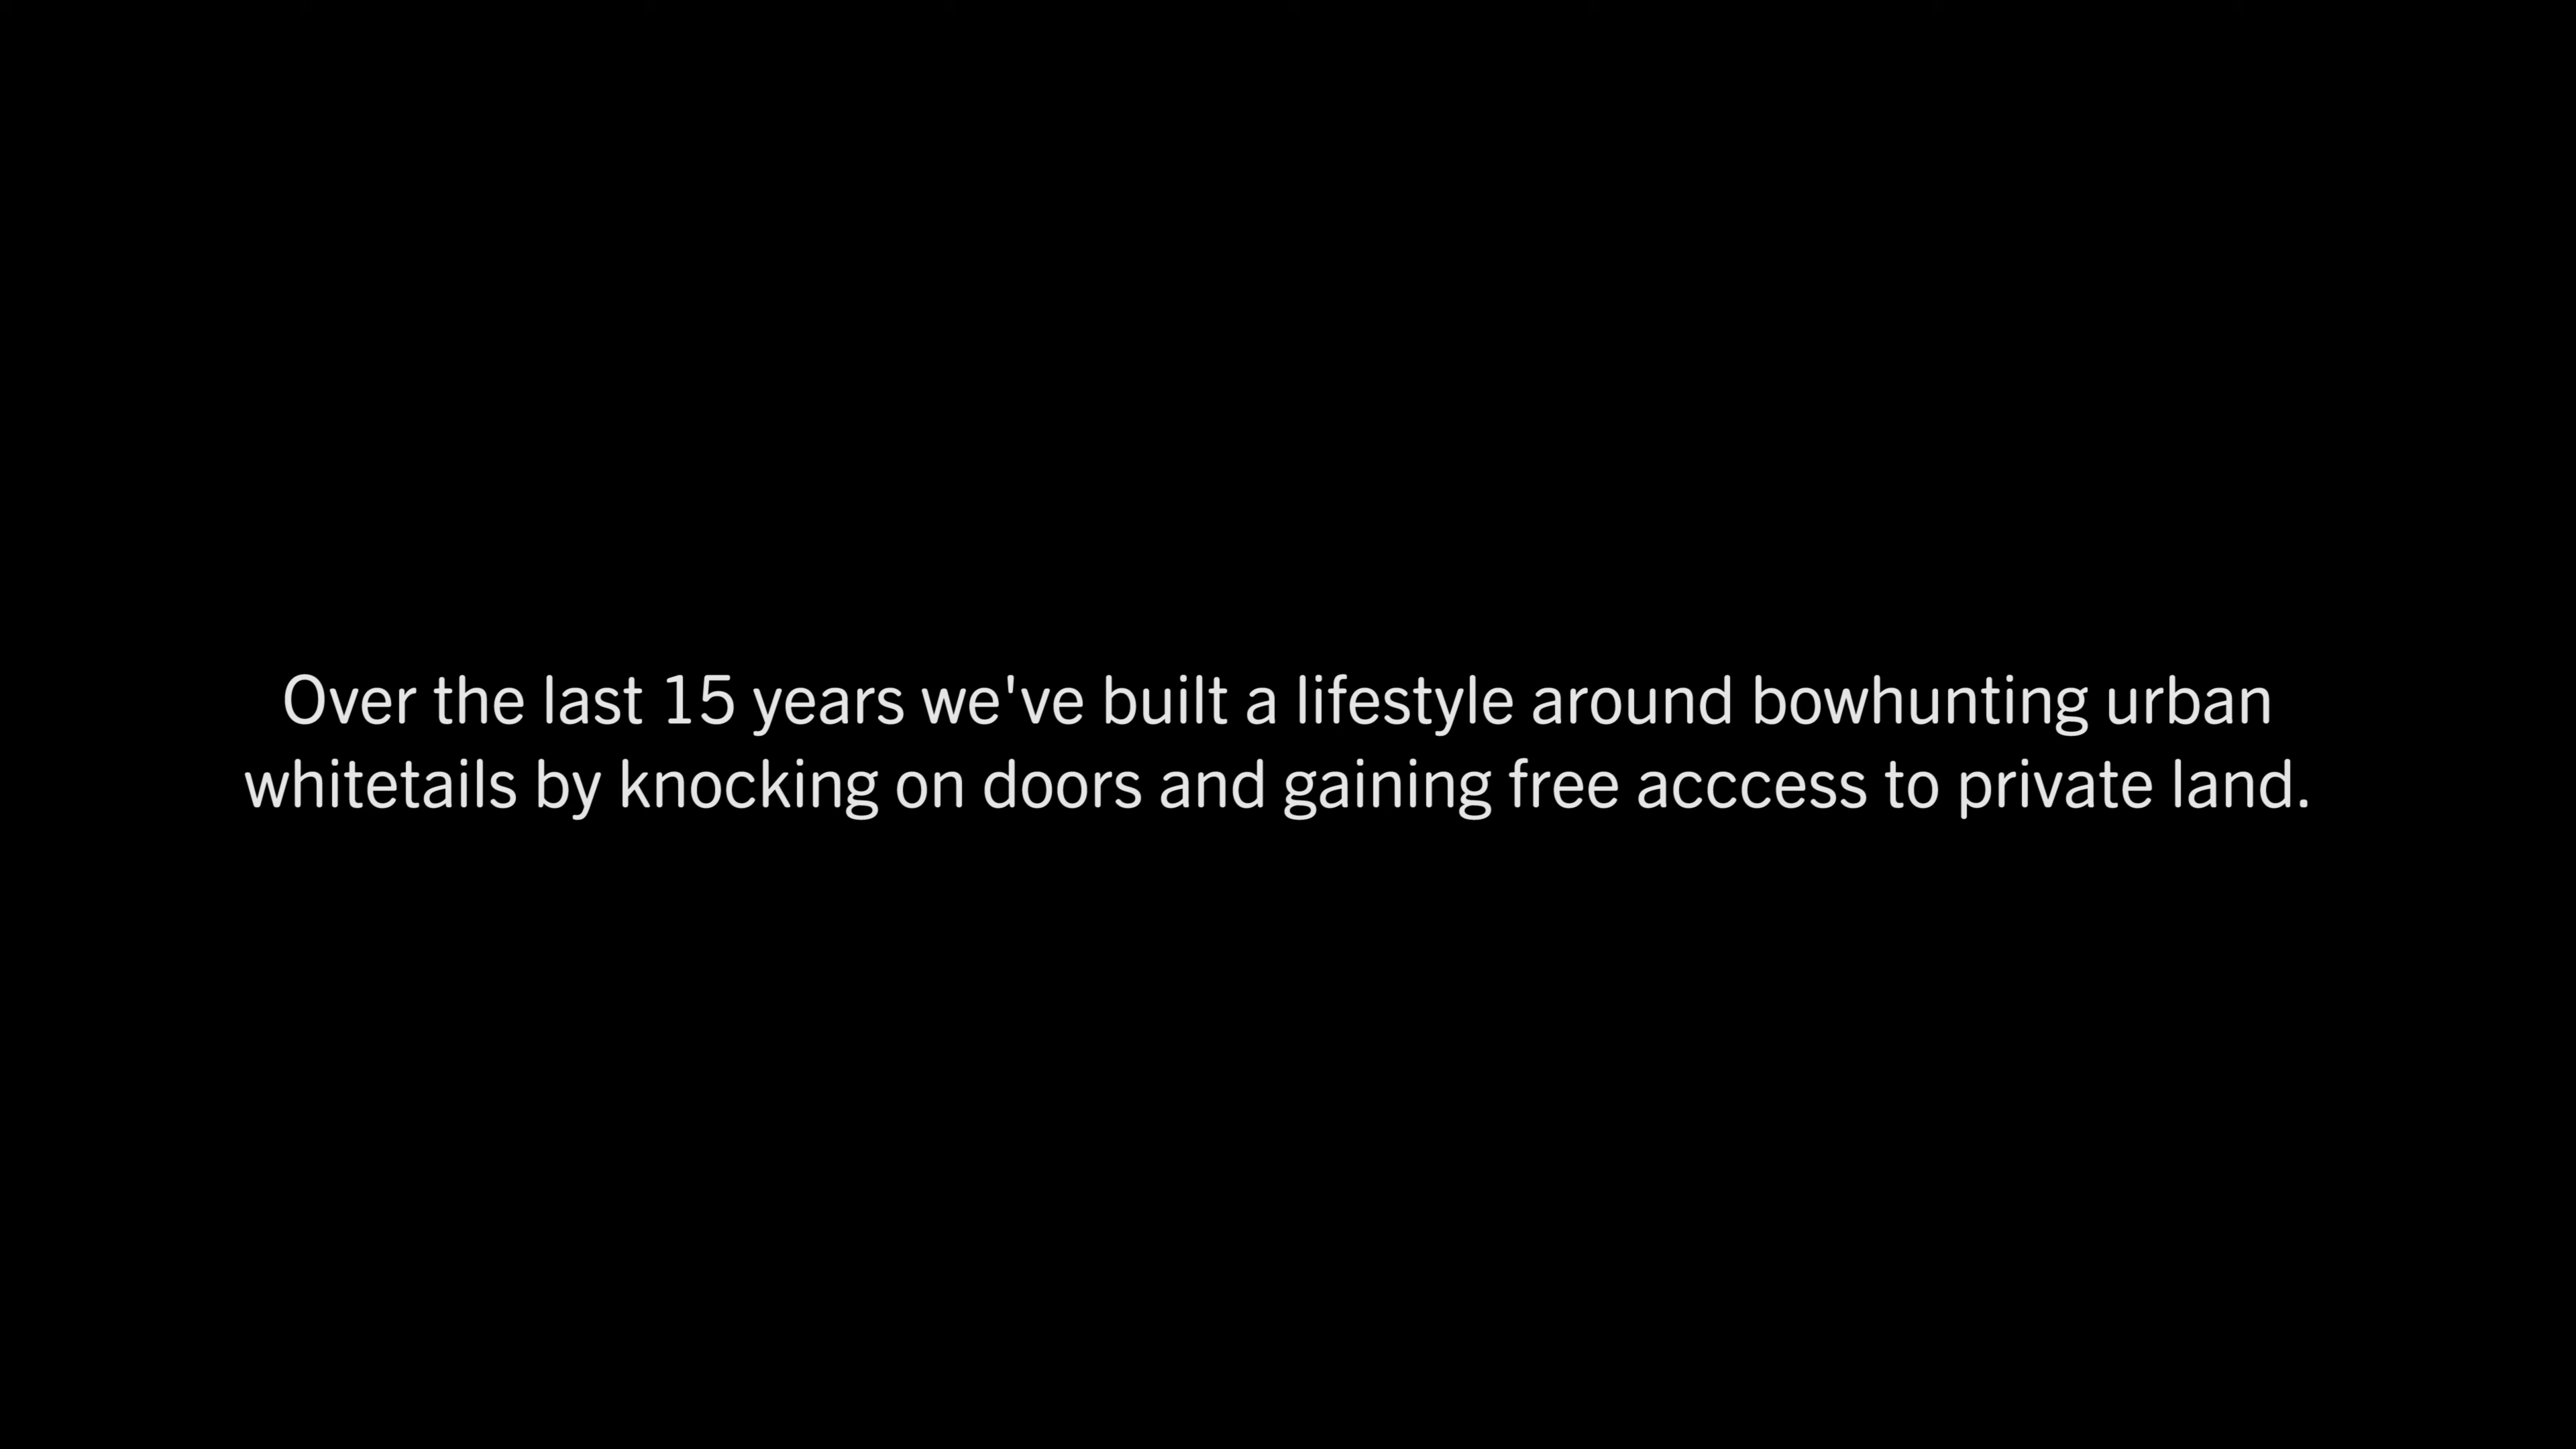 Over the last 15 years we've built a lifestyle around bowhunting urban
whitetails by knocking on doors and gaining free acccess to private land.